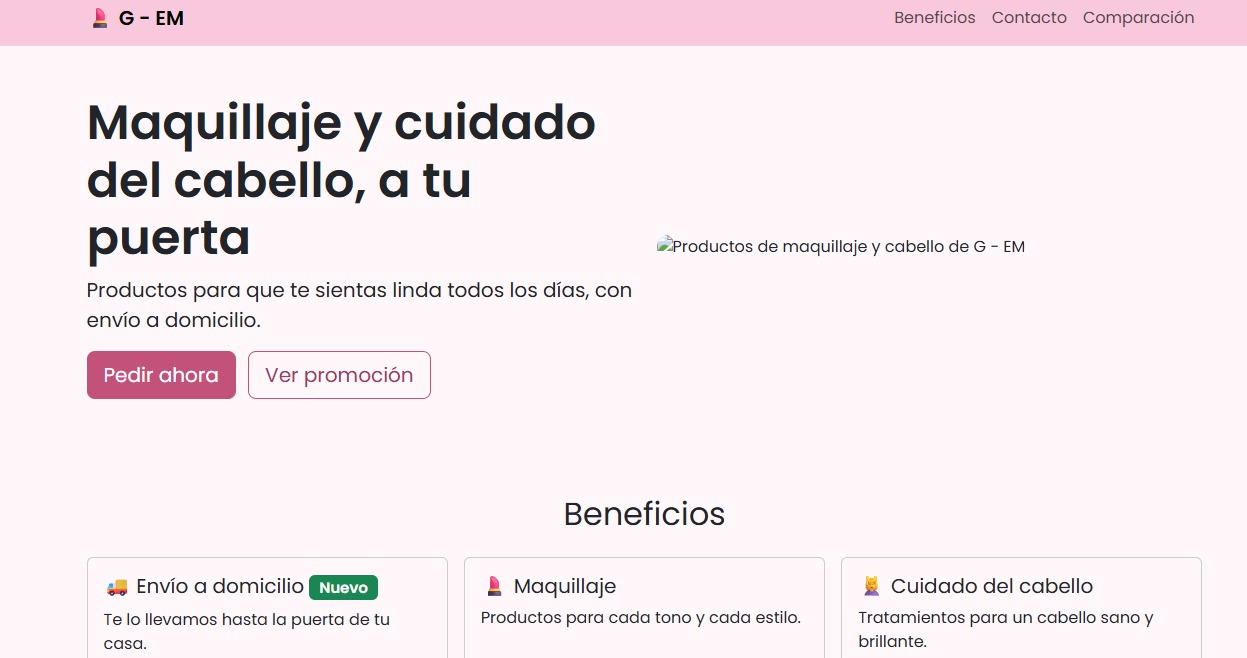 G - EM
Beneficios Contacto Comparación
Maquillaje y cuidado
del cabello, a tu
puerta
Productos de maquillaje y cabello de G - EM
Productos para que te sientas linda todos los días, con
envío a domicilio.
Pedir ahora Ver promoción
Beneficios
Envío a domicilio Nuevo
Te lo llevamos hasta la puerta de tu
casa.
Maquillaje
Productos para cada tono y cada estilo.
Cuidado del cabello
Tratamientos para un cabello sano y
brillante.